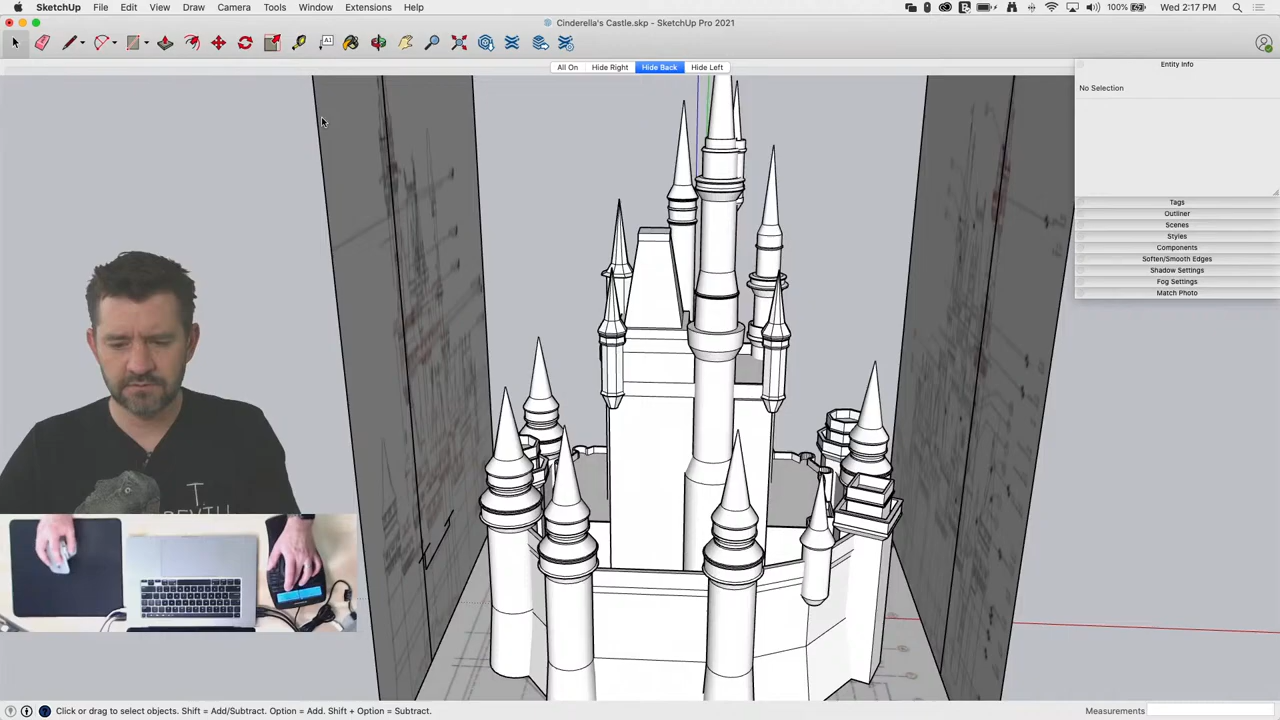 SketchUp File Edit View Draw Camera Tools Window Extensions Help 100% Wed 2:17 PM
Cinderella's Castle.skp - SketchUp Pro 2021
A1
All On Hide Right Hide Back Hide Left
Entity Info
No Selection
Tags
Outliner
Scenes
Styles
Components
Soften/Smooth Edges
Shadow Settings
Fog Settings
Match Photo
Click or drag to select objects. Shift = Add/Subtract. Option = Add. Shift + Option = Subtract.
Measurements